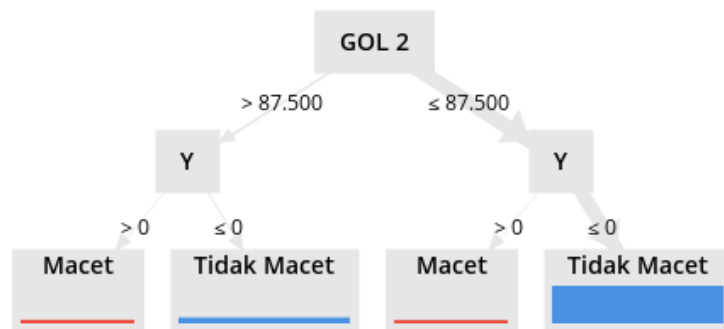 GOL 2
> 87.500 ≤ 87.500
Y Y
> 0 ≤ 0 > 0 ≤ 0
Macet Tidak Macet Macet Tidak Macet